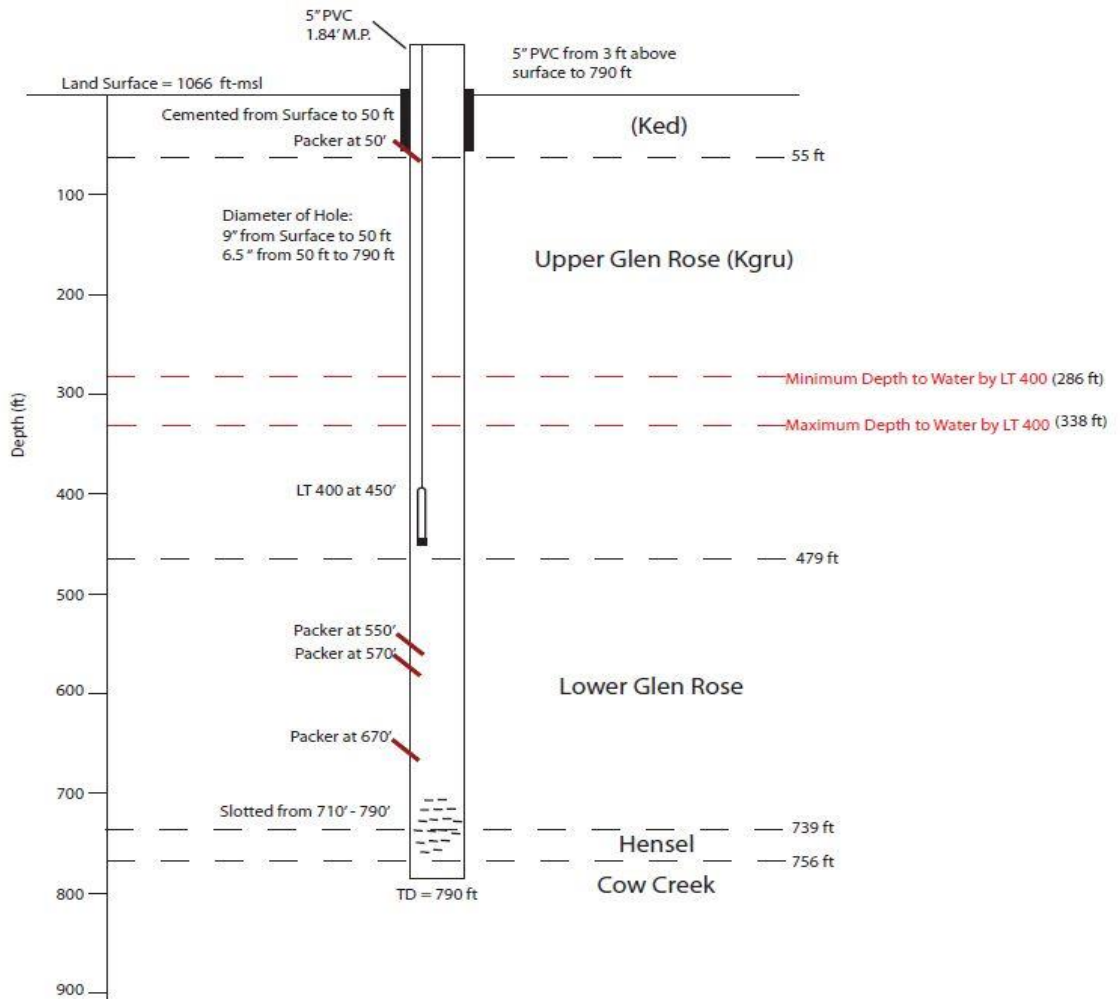 5” PVC
1.84’ M.P.
5” PVC from 3 ft above
surface to 790 ft
Land Surface = 1066 ft-msl
Cemented from Surface to 50 ft
(Ked)
Packer at 50’
55 ft
100
Diameter of Hole:
9” from Surface to 50 ft
6.5 “ from 50 ft to 790 ft
Upper Glen Rose (Kgru)
200
Minimum Depth to Water by LT 400 (286 ft)
300
Maximum Depth to Water by LT 400 (338 ft)
Depth (ft)
400
LT 400 at 450’
479 ft
500
Packer at 550’
Packer at 570’
600
Lower Glen Rose
Packer at 670’
700
Slotted from 710’ - 790’
739 ft
Hensel
756 ft
Cow Creek
800
TD = 790 ft
900